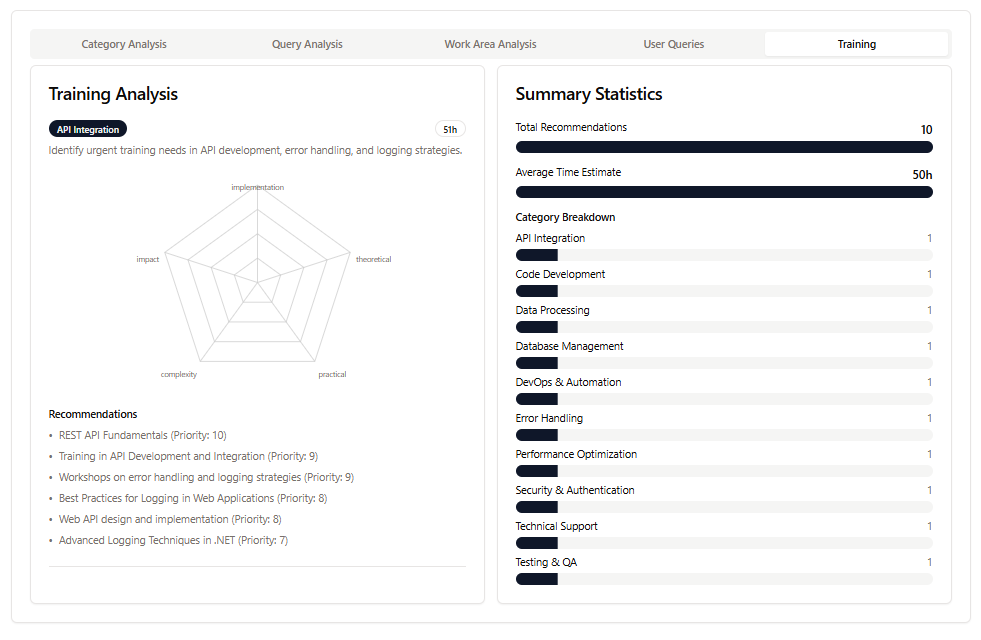 Category Analysis
Query Analysis
Work Area Analysis
User Queries
Training
Training Analysis
API Integration
51h
Identify urgent training needs in API development, error handling, and logging strategies.
implementation
impact
theoretical
complexity
practical
Recommendations
• REST API Fundamentals (Priority: 10)
• Training in API Development and Integration (Priority: 9)
• Workshops on error handling and logging strategies (Priority: 9)
• Best Practices for Logging in Web Applications (Priority: 8)
• Web API design and implementation (Priority: 8)
• Advanced Logging Techniques in .NET (Priority: 7)
Summary Statistics
Total Recommendations 10
Average Time Estimate 50h
Category Breakdown
API Integration 1
Code Development 1
Data Processing 1
Database Management 1
DevOps & Automation 1
Error Handling 1
Performance Optimization 1
Security & Authentication 1
Technical Support 1
Testing & QA 1